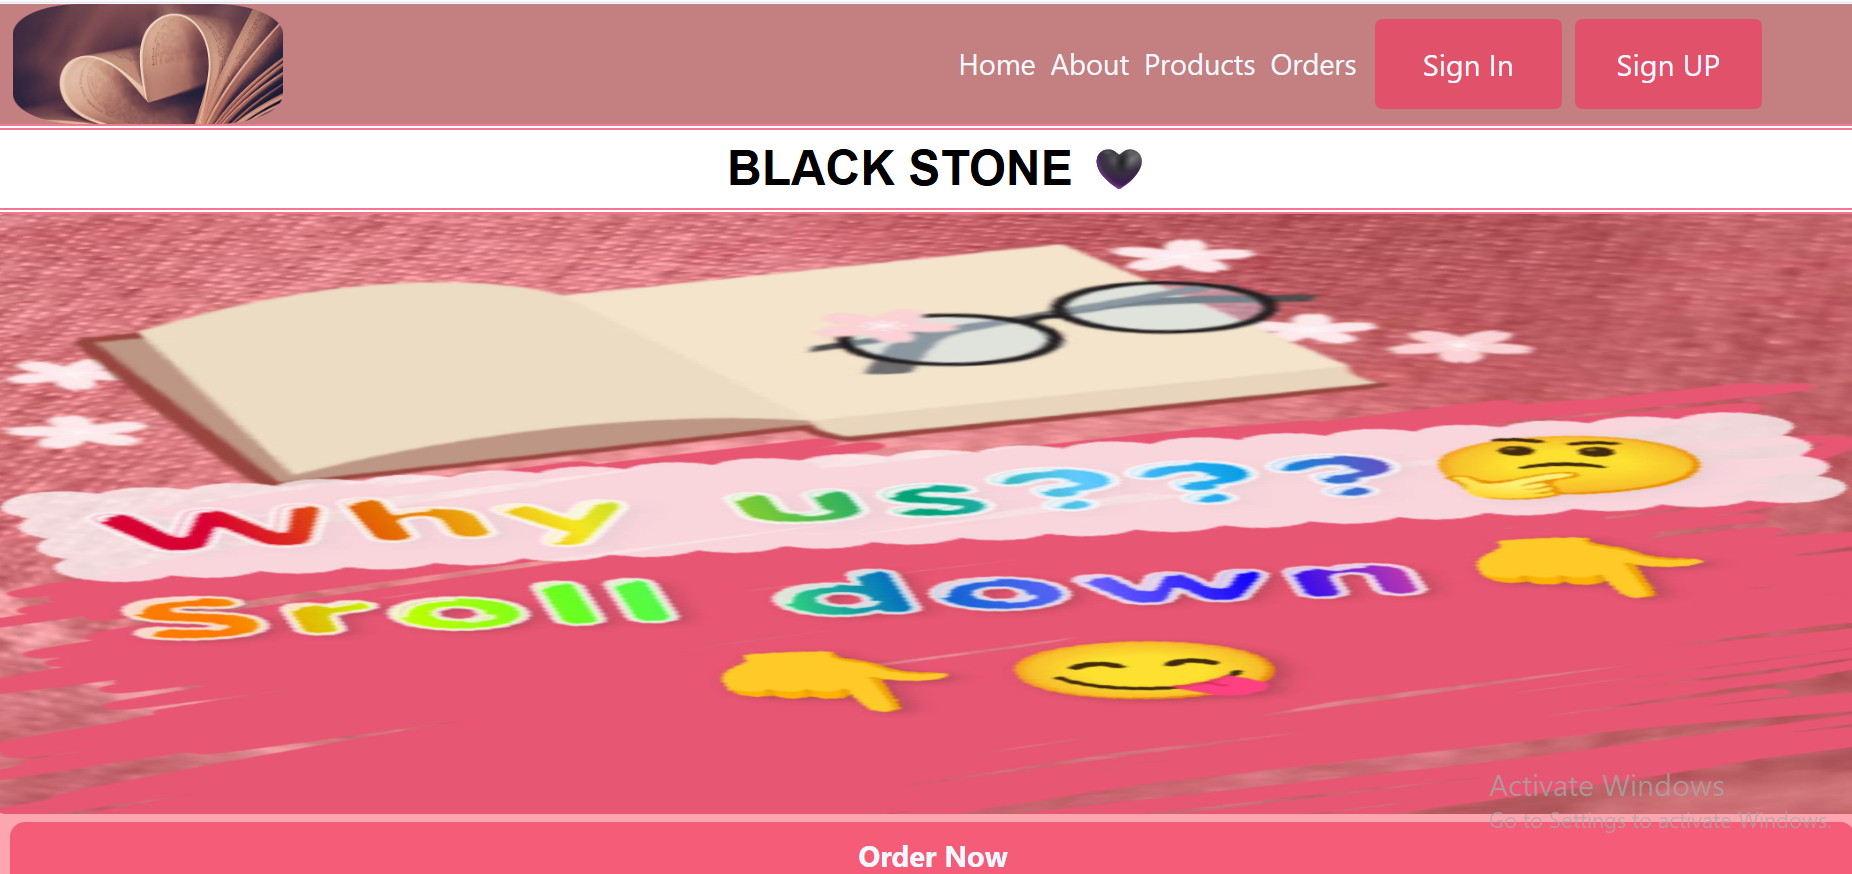 Home About Products Orders Sign In Sign UP
BLACK STONE 🖤
Why us??? 🤔
Sroll down 👇
👇 😋
Activate Windows
Go to Settings to activate Windows.
Order Now